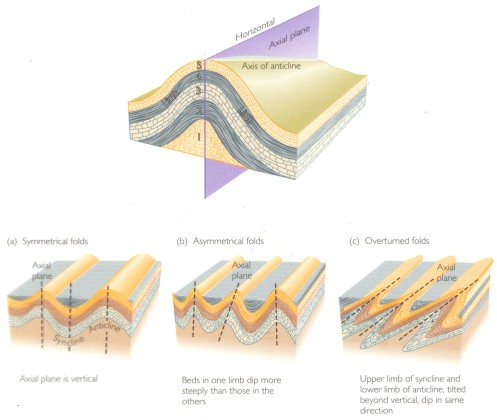 Horizontal
Axial plane
Axis of anticline
5
3
1
(a) Symmetrical folds
(b) Asymmetrical folds
(c) Overturned folds
Axial
plane
Axial
plane
Axial
plane
Syncline
Anticline
Axial plane is vertical
Beds in one limb dip more
steeply than those in the
others
Upper limb of syncline and
lower limb of anticline, tilted
beyond vertical, dip in same
direction